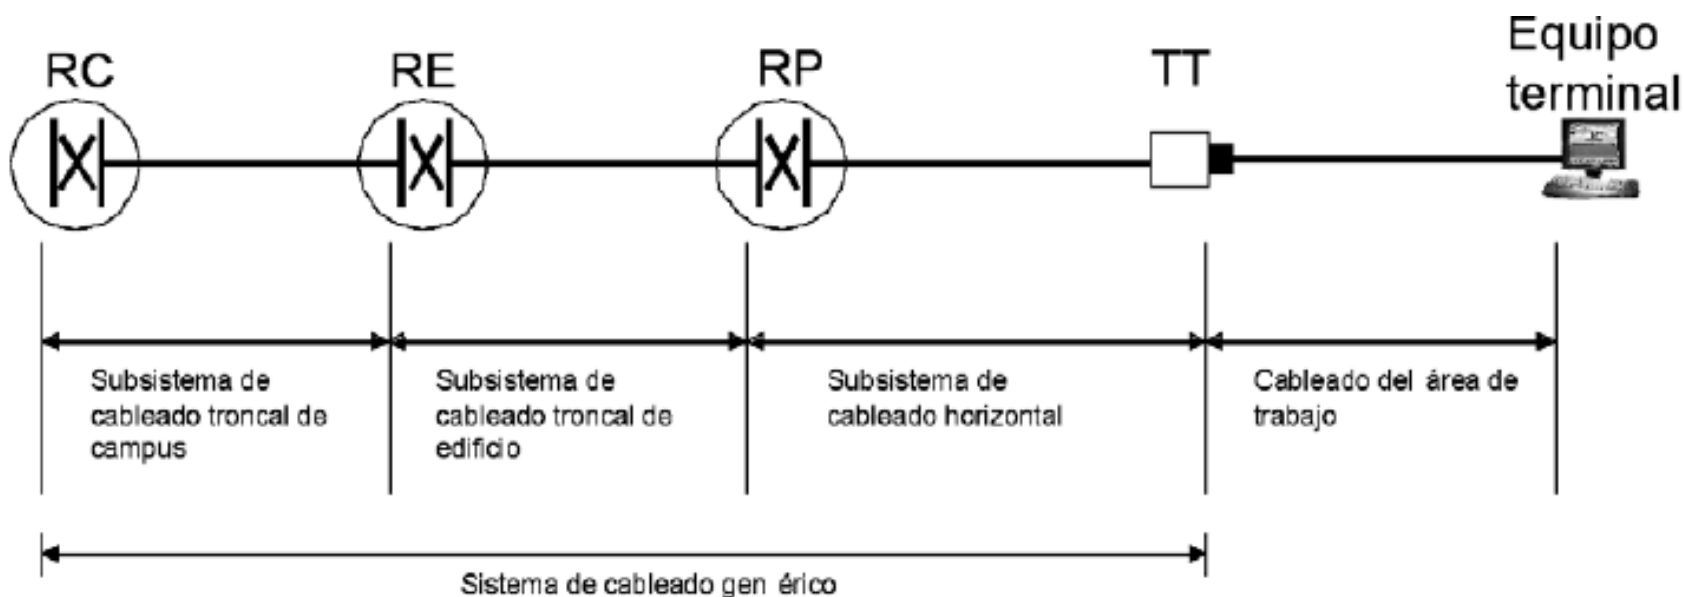 RC
RE
RP
TT
Equipo
terminal
Subsistema de
cableado troncal de
campus
Subsistema de
cableado troncal de
edificio
Subsistema de
cableado horizontal
Cableado del área de
trabajo
Sistema de cableado gen érico